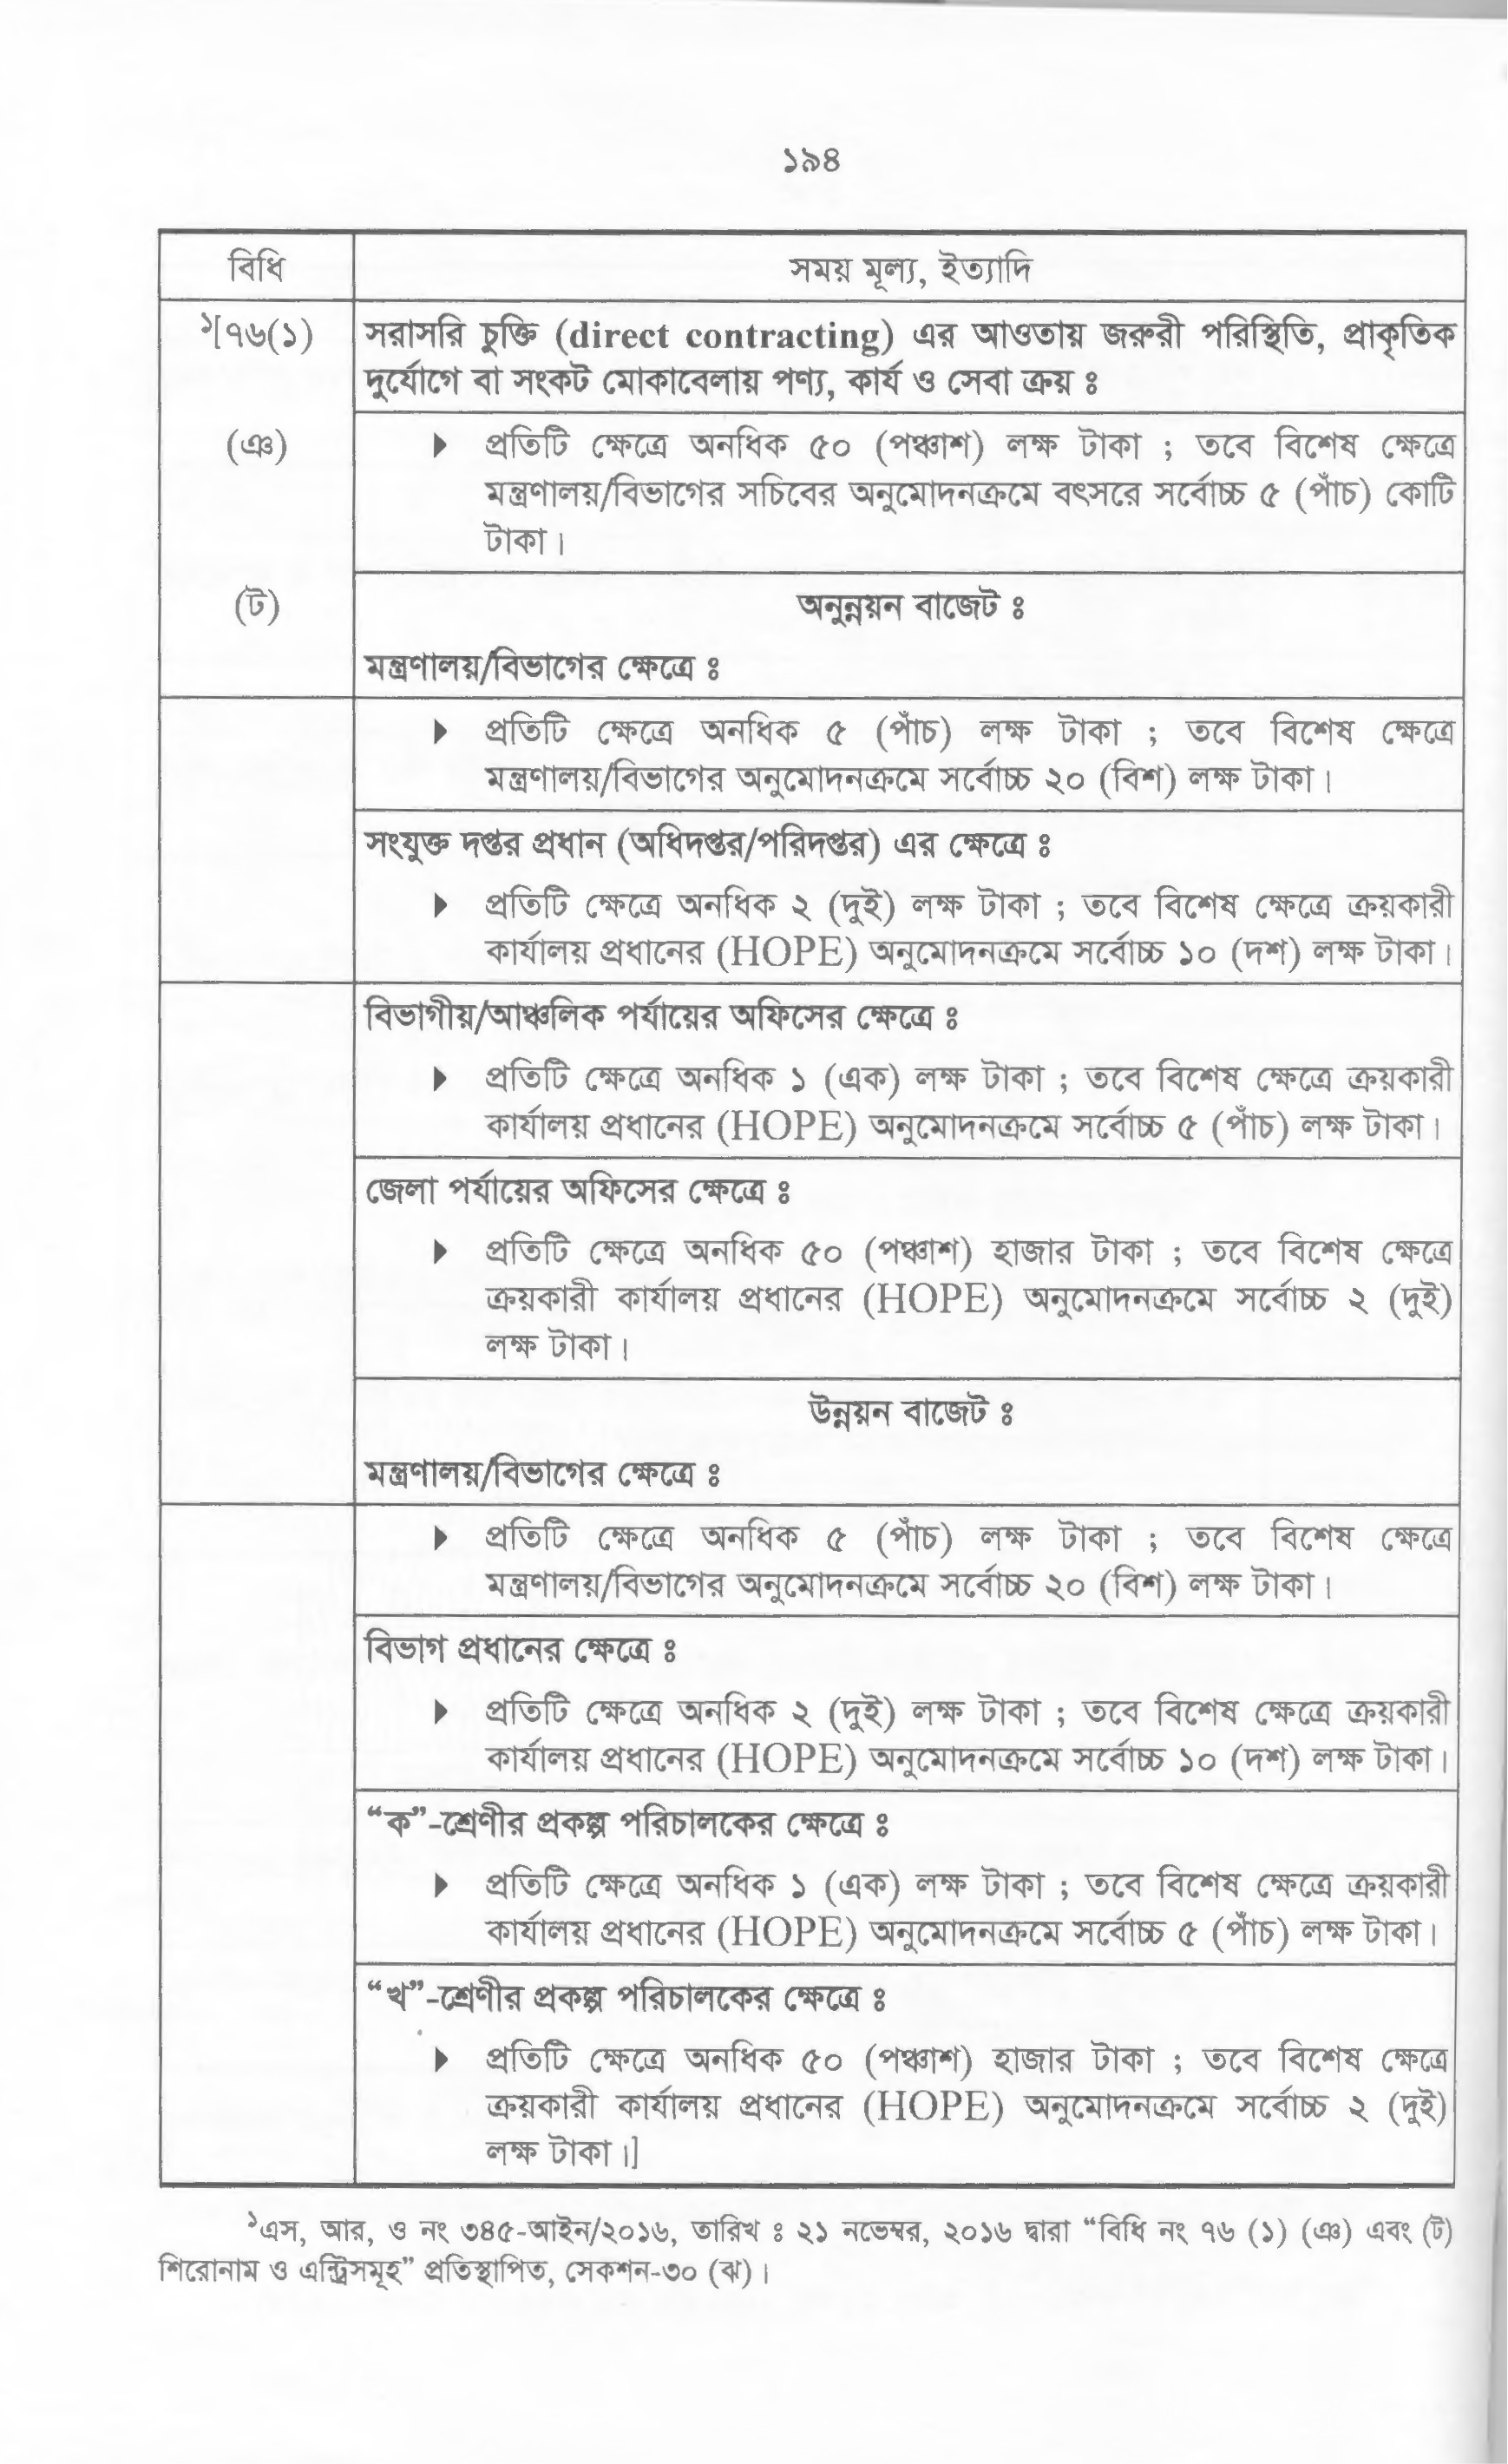 ১৯৪
বিধি
সময় মূল্য, ইত্যাদি
১[৭৬(১)
সরাসরি চুক্তি (direct contracting) এর আওতায় জরুরী পরিস্থিতি, প্রাকৃতিক
দুর্যোগে বা সংকট মোকাবেলায় পণ্য, কার্য ও সেবা ক্রয় ঃ
(ঞ)
▶ প্রতিটি ক্ষেত্রে অনধিক ৫০ (পঞ্চাশ) লক্ষ টাকা ; তবে বিশেষ ক্ষেত্রে
মন্ত্রণালয়/বিভাগের সচিবের অনুমোদনক্রমে বৎসরে সর্বোচ্চ ৫ (পাঁচ) কোটি
টাকা।
(ট)
অনুন্নয়ন বাজেট ঃ
মন্ত্রণালয়/বিভাগের ক্ষেত্রে ঃ
▶ প্রতিটি ক্ষেত্রে অনধিক ৫ (পাঁচ) লক্ষ টাকা ; তবে বিশেষ ক্ষেত্রে
মন্ত্রণালয়/বিভাগের অনুমোদনক্রমে সর্বোচ্চ ২০ (বিশ) লক্ষ টাকা।
সংযুক্ত দপ্তর প্রধান (অধিদপ্তর/পরিদপ্তর) এর ক্ষেত্রে ঃ
▶ প্রতিটি ক্ষেত্রে অনধিক ২ (দুই) লক্ষ টাকা ; তবে বিশেষ ক্ষেত্রে ক্রয়কারী
কার্যালয় প্রধানের (HOPE) অনুমোদনক্রমে সর্বোচ্চ ১০ (দশ) লক্ষ টাকা।
বিভাগীয়/আঞ্চলিক পর্যায়ের অফিসের ক্ষেত্রে ঃ
▶ প্রতিটি ক্ষেত্রে অনধিক ১ (এক) লক্ষ টাকা ; তবে বিশেষ ক্ষেত্রে ক্রয়কারী
কার্যালয় প্রধানের (HOPE) অনুমোদনক্রমে সর্বোচ্চ ৫ (পাঁচ) লক্ষ টাকা।
জেলা পর্যায়ের অফিসের ক্ষেত্রে ঃ
▶ প্রতিটি ক্ষেত্রে অনধিক ৫০ (পঞ্চাশ) হাজার টাকা ; তবে বিশেষ ক্ষেত্রে
ক্রয়কারী কার্যালয় প্রধানের (HOPE) অনুমোদনক্রমে সর্বোচ্চ ২ (দুই)
লক্ষ টাকা।
উন্নয়ন বাজেট ঃ
মন্ত্রণালয়/বিভাগের ক্ষেত্রে ঃ
▶ প্রতিটি ক্ষেত্রে অনধিক ৫ (পাঁচ) লক্ষ টাকা ; তবে বিশেষ ক্ষেত্রে
মন্ত্রণালয়/বিভাগের অনুমোদনক্রমে সর্বোচ্চ ২০ (বিশ) লক্ষ টাকা।
বিভাগ প্রধানের ক্ষেত্রে ঃ
▶ প্রতিটি ক্ষেত্রে অনধিক ২ (দুই) লক্ষ টাকা ; তবে বিশেষ ক্ষেত্রে ক্রয়কারী
কার্যালয় প্রধানের (HOPE) অনুমোদনক্রমে সর্বোচ্চ ১০ (দশ) লক্ষ টাকা।
“ক”-শ্রেণীর প্রকল্প পরিচালকের ক্ষেত্রে ঃ
▶ প্রতিটি ক্ষেত্রে অনধিক ১ (এক) লক্ষ টাকা ; তবে বিশেষ ক্ষেত্রে ক্রয়কারী
কার্যালয় প্রধানের (HOPE) অনুমোদনক্রমে সর্বোচ্চ ৫ (পাঁচ) লক্ষ টাকা।
“খ”-শ্রেণীর প্রকল্প পরিচালকের ক্ষেত্রে ঃ
▶ প্রতিটি ক্ষেত্রে অনধিক ৫০ (পঞ্চাশ) হাজার টাকা ; তবে বিশেষ ক্ষেত্রে
ক্রয়কারী কার্যালয় প্রধানের (HOPE) অনুমোদনক্রমে সর্বোচ্চ ২ (দুই)
লক্ষ টাকা।]
১এস, আর, ও নং ৩৪৫-আইন/২০১৬, তারিখ ঃ ২১ নভেম্বর, ২০১৬ দ্বারা “বিধি নং ৭৬ (১) (ঞ) এবং (ট)
শিরোনাম ও এন্ট্রিসমূহ” প্রতিস্থাপিত, সেকশন-৩০ (ঝ)।